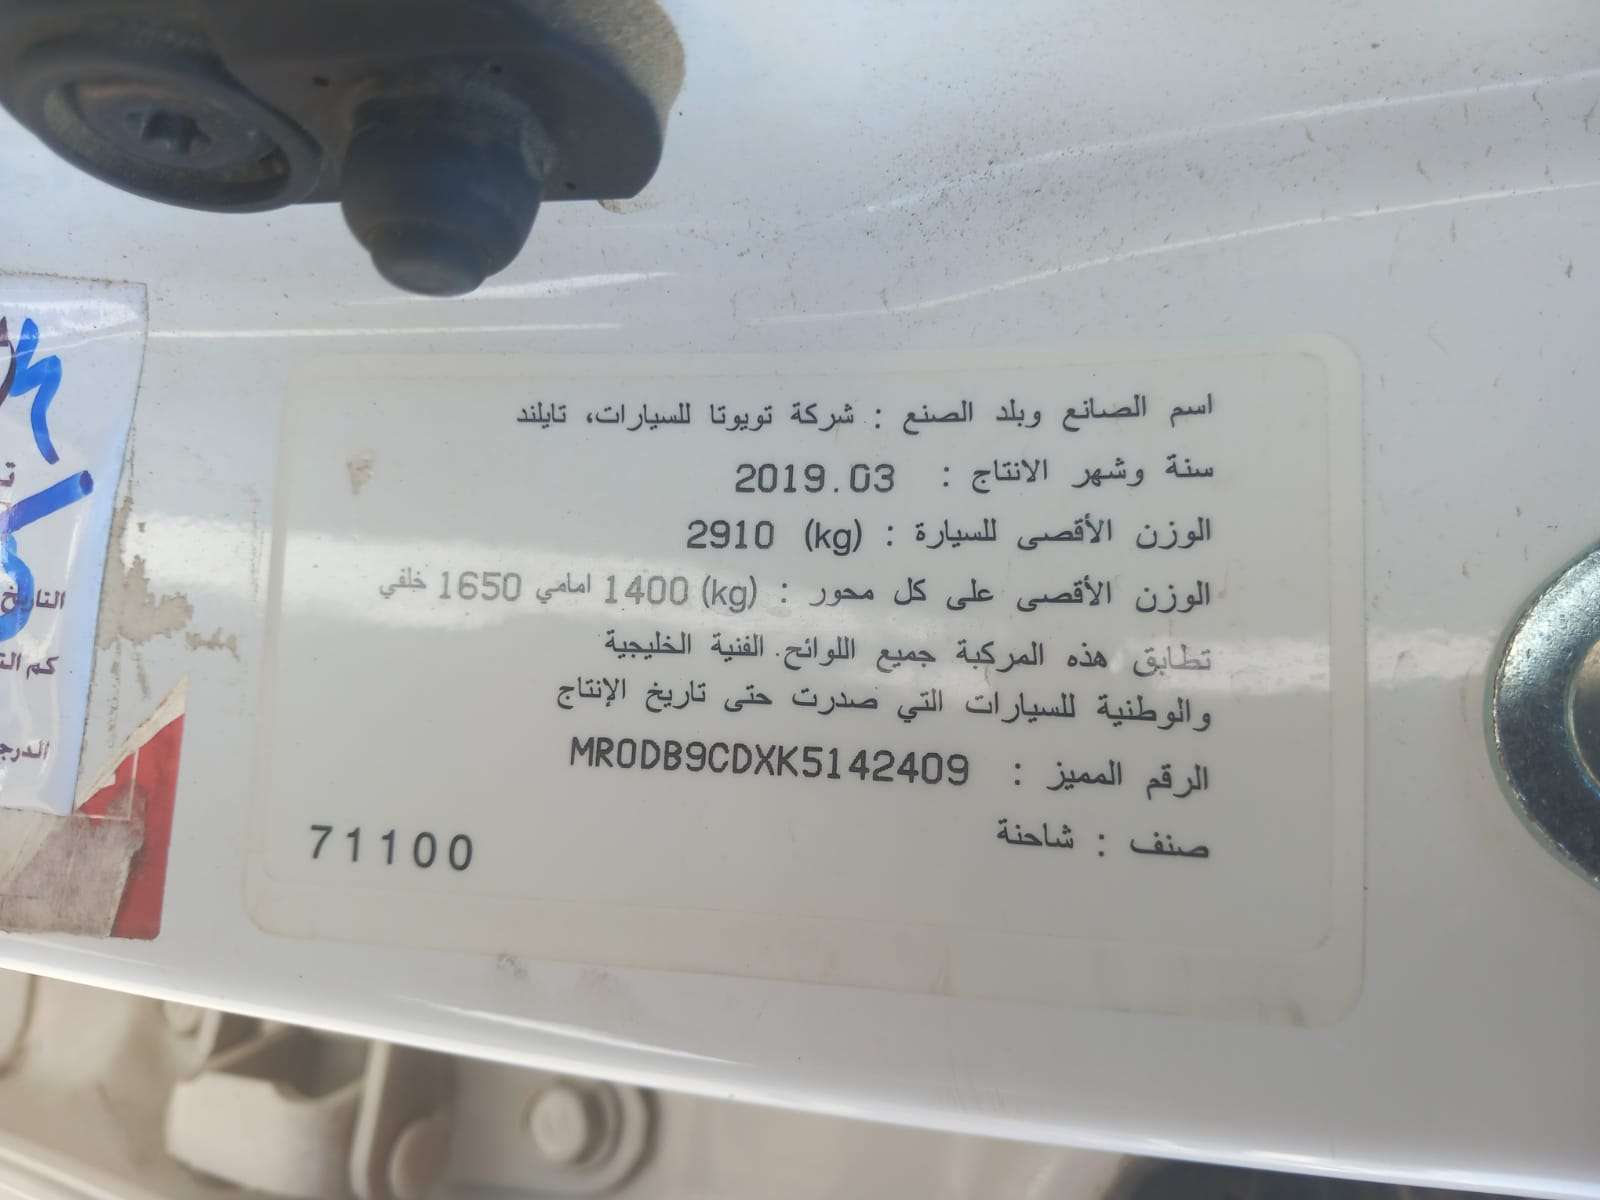 اسم الصانع وبلد الصنع : شركة تويوتا للسيارات، تايلند
سنة وشهر الانتاج : 2019.03
الوزن الأقصى للسيارة : (kg) 2910
الوزن الأقصى على كل محور : (kg) 1400 امامي 1650 خلفي
تطابق هذه المركبة جميع اللوائح. الفنية الخليجية
والوطنية للسيارات التي صدرت حتى تاريخ الإنتاج
الرقم المميز : MR0DB9CDXK5142409
صنف : شاحنة
71100
التاريخ
كم